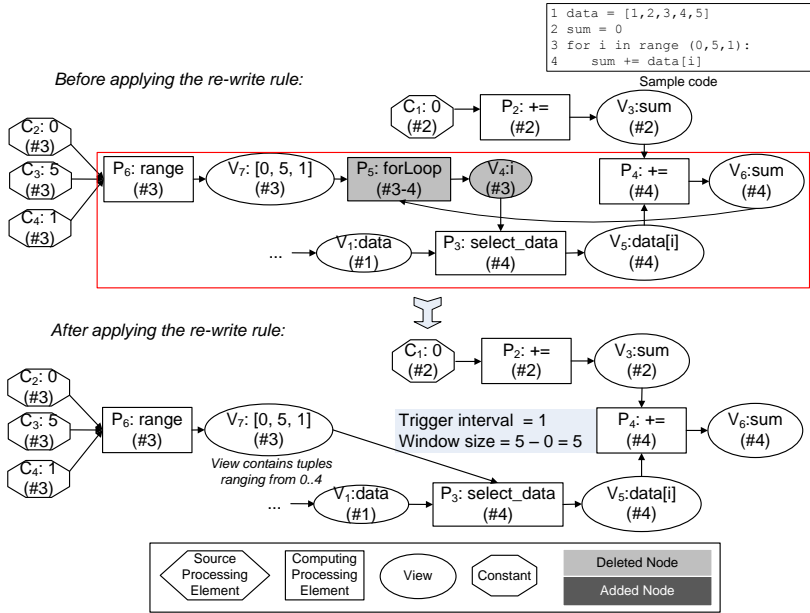 1 data = [1,2,3,4,5]
2 sum = 0
3 for i in range (0,5,1):
4 sum += data[i]
Sample code
Before applying the re-write rule:
C1: 0
(#2)
P2: +=
(#2)
V3:sum
(#2)
C2: 0
(#3)
C3: 5
(#3)
C4: 1
(#3)
P6: range
(#3)
V7: [0, 5, 1]
(#3)
P5: forLoop
(#3-4)
V4:i
(#3)
P4: +=
(#4)
V6:sum
(#4)
...
V1:data
(#1)
P3: select_data
(#4)
V5:data[i]
(#4)
After applying the re-write rule:
C1: 0
(#2)
P2: +=
(#2)
V3:sum
(#2)
C2: 0
(#3)
C3: 5
(#3)
C4: 1
(#3)
P6: range
(#3)
V7: [0, 5, 1]
(#3)
View contains tuples
ranging from 0..4
Trigger interval = 1
Window size = 5 – 0 = 5
P4: +=
(#4)
V6:sum
(#4)
...
V1:data
(#1)
P3: select_data
(#4)
V5:data[i]
(#4)
Source
Processing
Element
Computing
Processing
Element
View
Constant
Deleted Node
Added Node